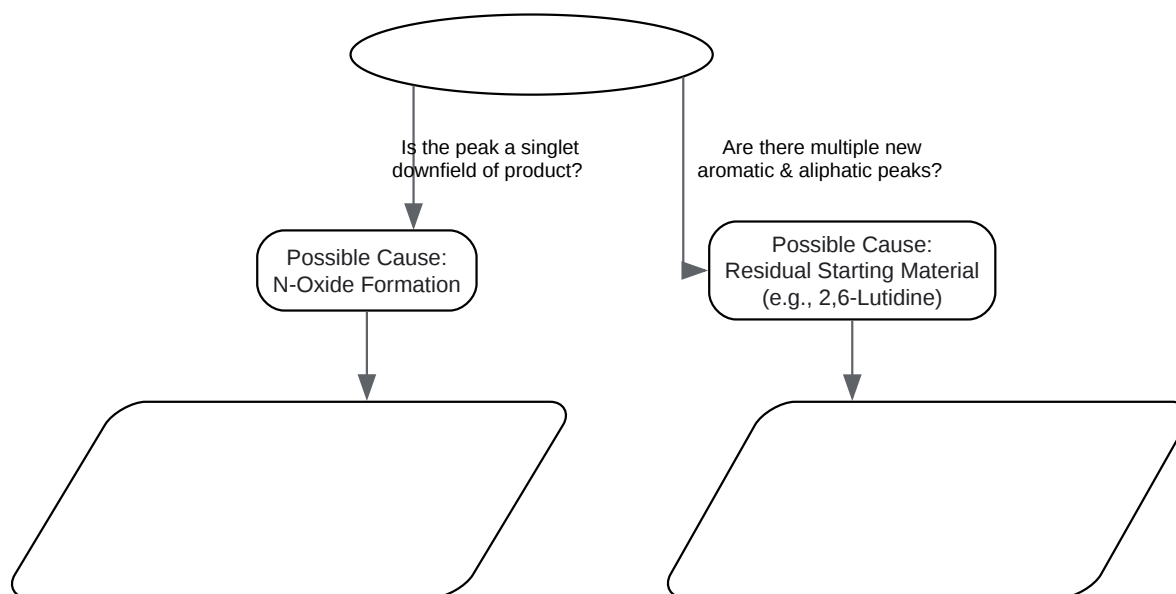 Is the peak a singlet
downfield of product?
Are there multiple new
aromatic & aliphatic peaks?
Possible Cause:
N-Oxide Formation
Possible Cause:
Residual Starting Material
(e.g., 2,6-Lutidine)